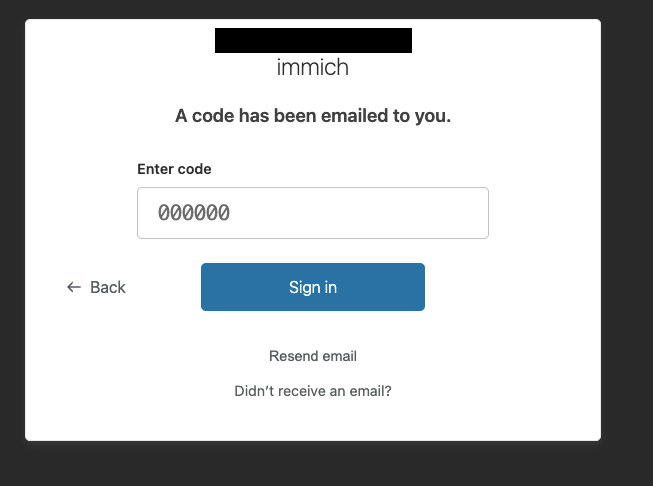 immich
A code has been emailed to you.
Enter code
000000
← Back
Sign in
Resend email
Didn't receive an email?